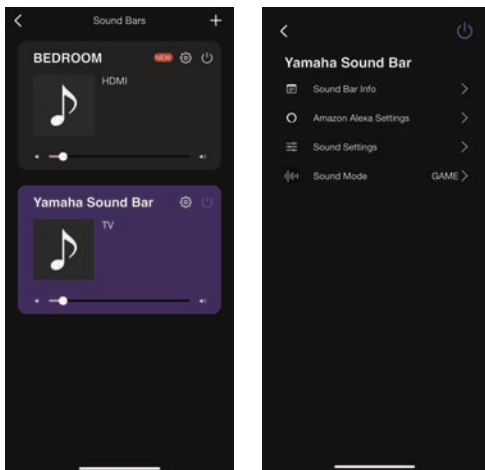 Sound Bars
BEDROOM NEW
HDMI
Yamaha Sound Bar
TV
Yamaha Sound Bar
Sound Bar Info
Amazon Alexa Settings
Sound Settings
Sound Mode GAME